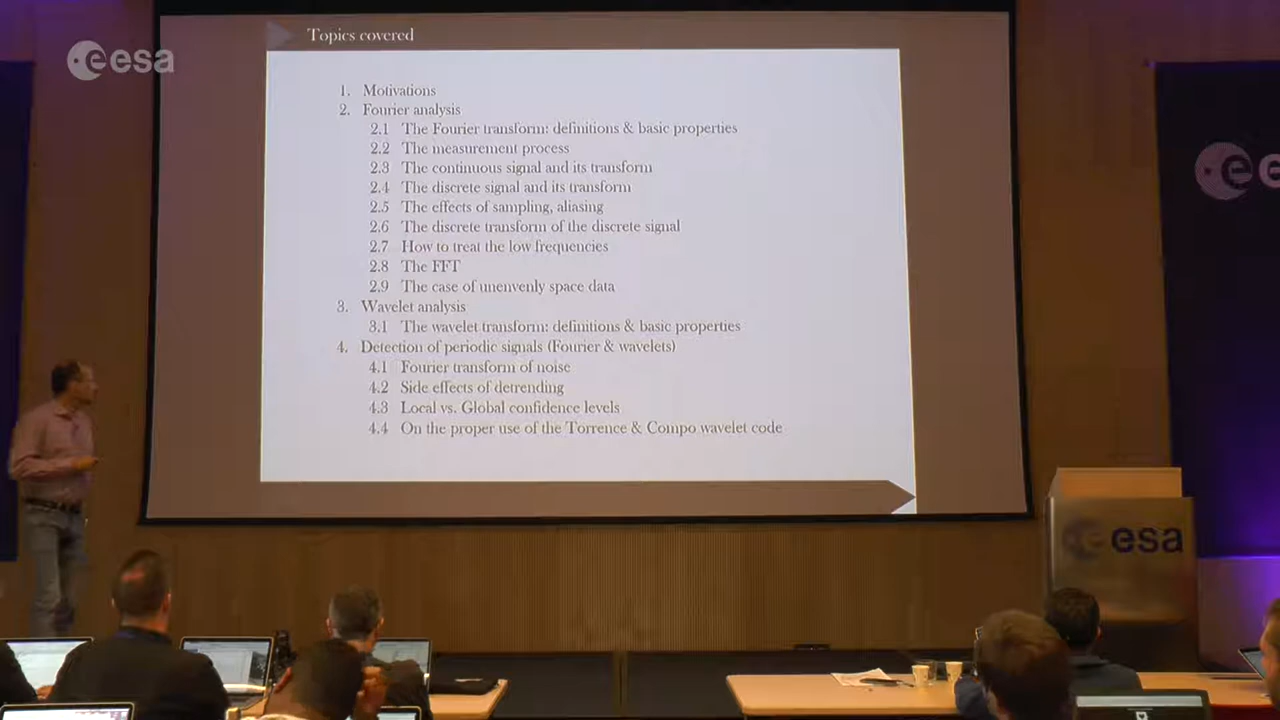 esa
Topics covered
1. Motivations
2. Fourier analysis
2.1 The Fourier transform: definitions & basic properties
2.2 The measurement process
2.3 The continuous signal and its transform
2.4 The discrete signal and its transform
2.5 The effects of sampling, aliasing
2.6 The discrete transform of the discrete signal
2.7 How to treat the low frequencies
2.8 The FFT
2.9 The case of unenvenly space data
3. Wavelet analysis
3.1 The wavelet transform: definitions & basic properties
4. Detection of periodic signals (Fourier & wavelets)
4.1 Fourier transform of noise
4.2 Side effects of detrending
4.3 Local vs. Global confidence levels
4.4 On the proper use of the Torrence & Compo wavelet code
e
esa